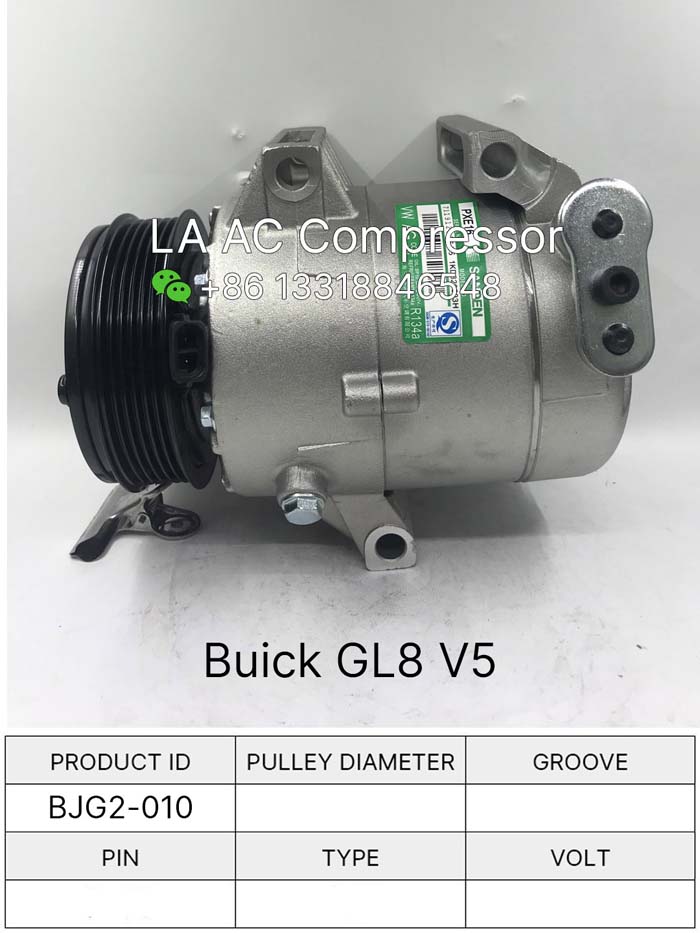 LA AC Compressor
+86 13318846548
SANDEN
R134a
VW
Buick GL8 V5
PRODUCT ID
PULLEY DIAMETER
GROOVE
BJG2-010
PIN
TYPE
VOLT